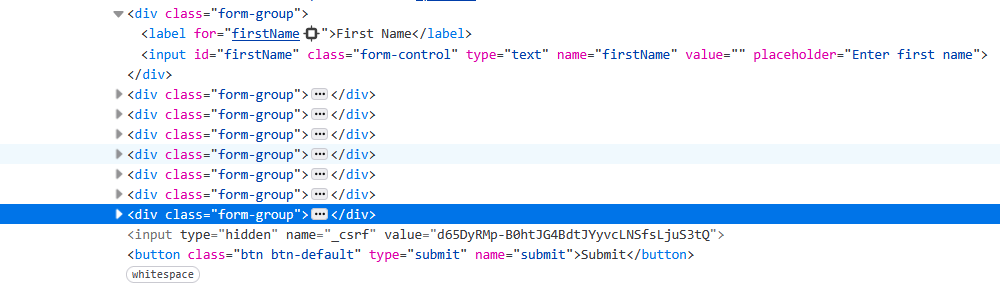 <div class="form-group">
<label for="firstName">First Name</label>
<input id="firstName" class="form-control" type="text" name="firstName" value="" placeholder="Enter first name">
</div>
<div class="form-group"></div>
<div class="form-group"></div>
<div class="form-group"></div>
<div class="form-group"></div>
<div class="form-group"></div>
<div class="form-group"></div>
<div class="form-group"></div>
<input type="hidden" name="_csrf" value="d65DyRMp-B0htJG4BdtJYyvcLNSfsLjuS3tQ">
<button class="btn btn-default" type="submit" name="submit">Submit</button>
whitespace